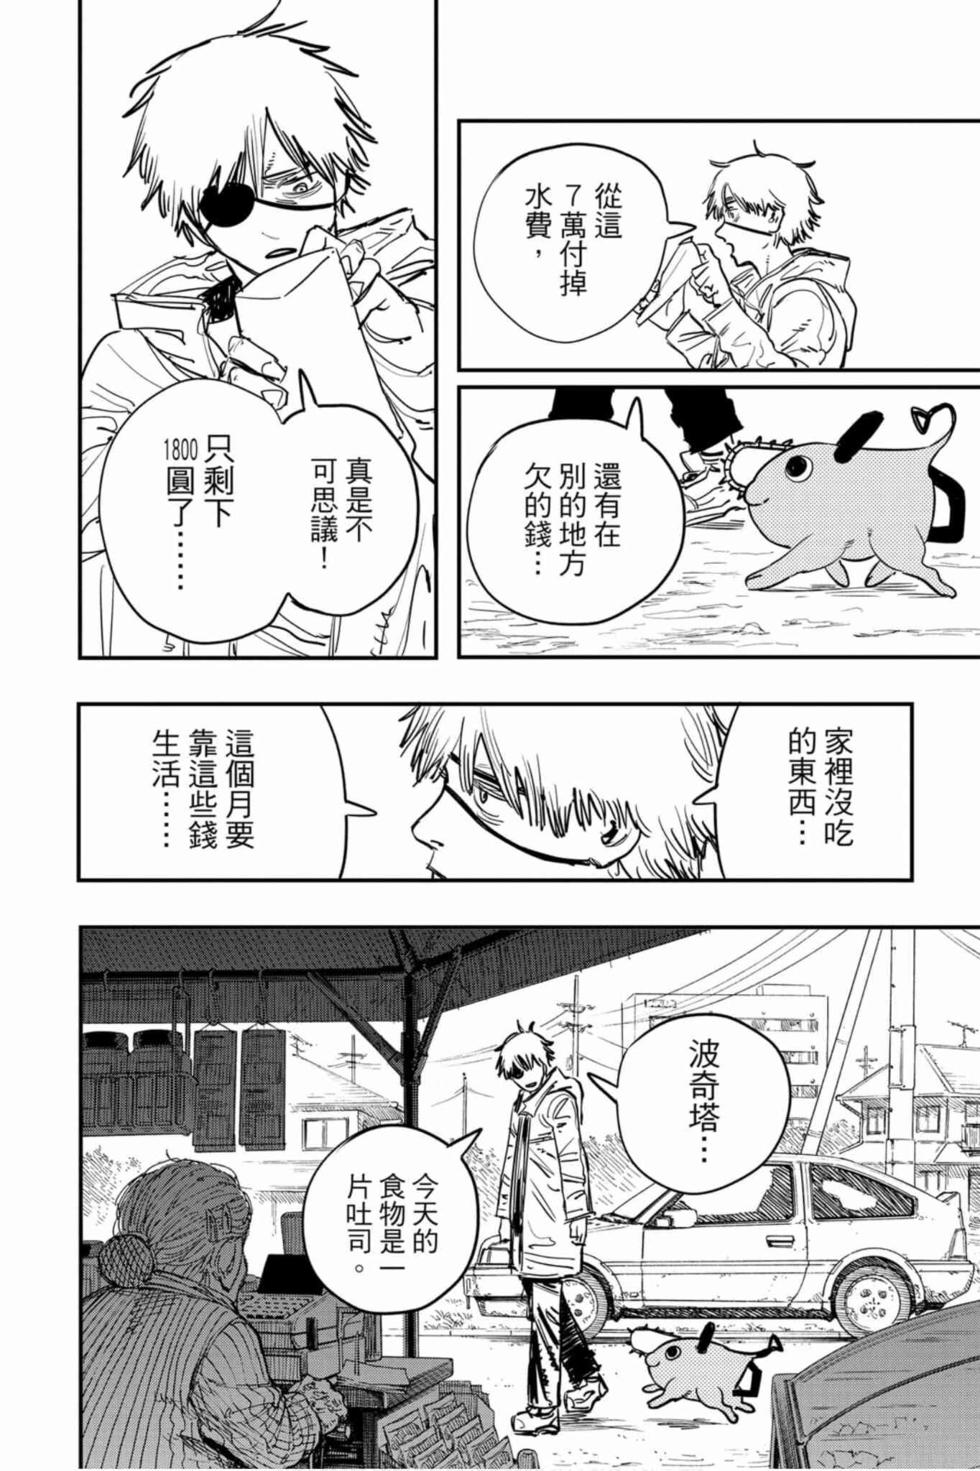 從這
7萬付掉
水費，
還有在
別的地方
欠的錢…
真是不
可思議！
只剩下
1800
圓了……
家裡沒吃
的東西…
這個月要
靠這些錢
生活……
波奇塔…
今天的
食物是一
片吐司。